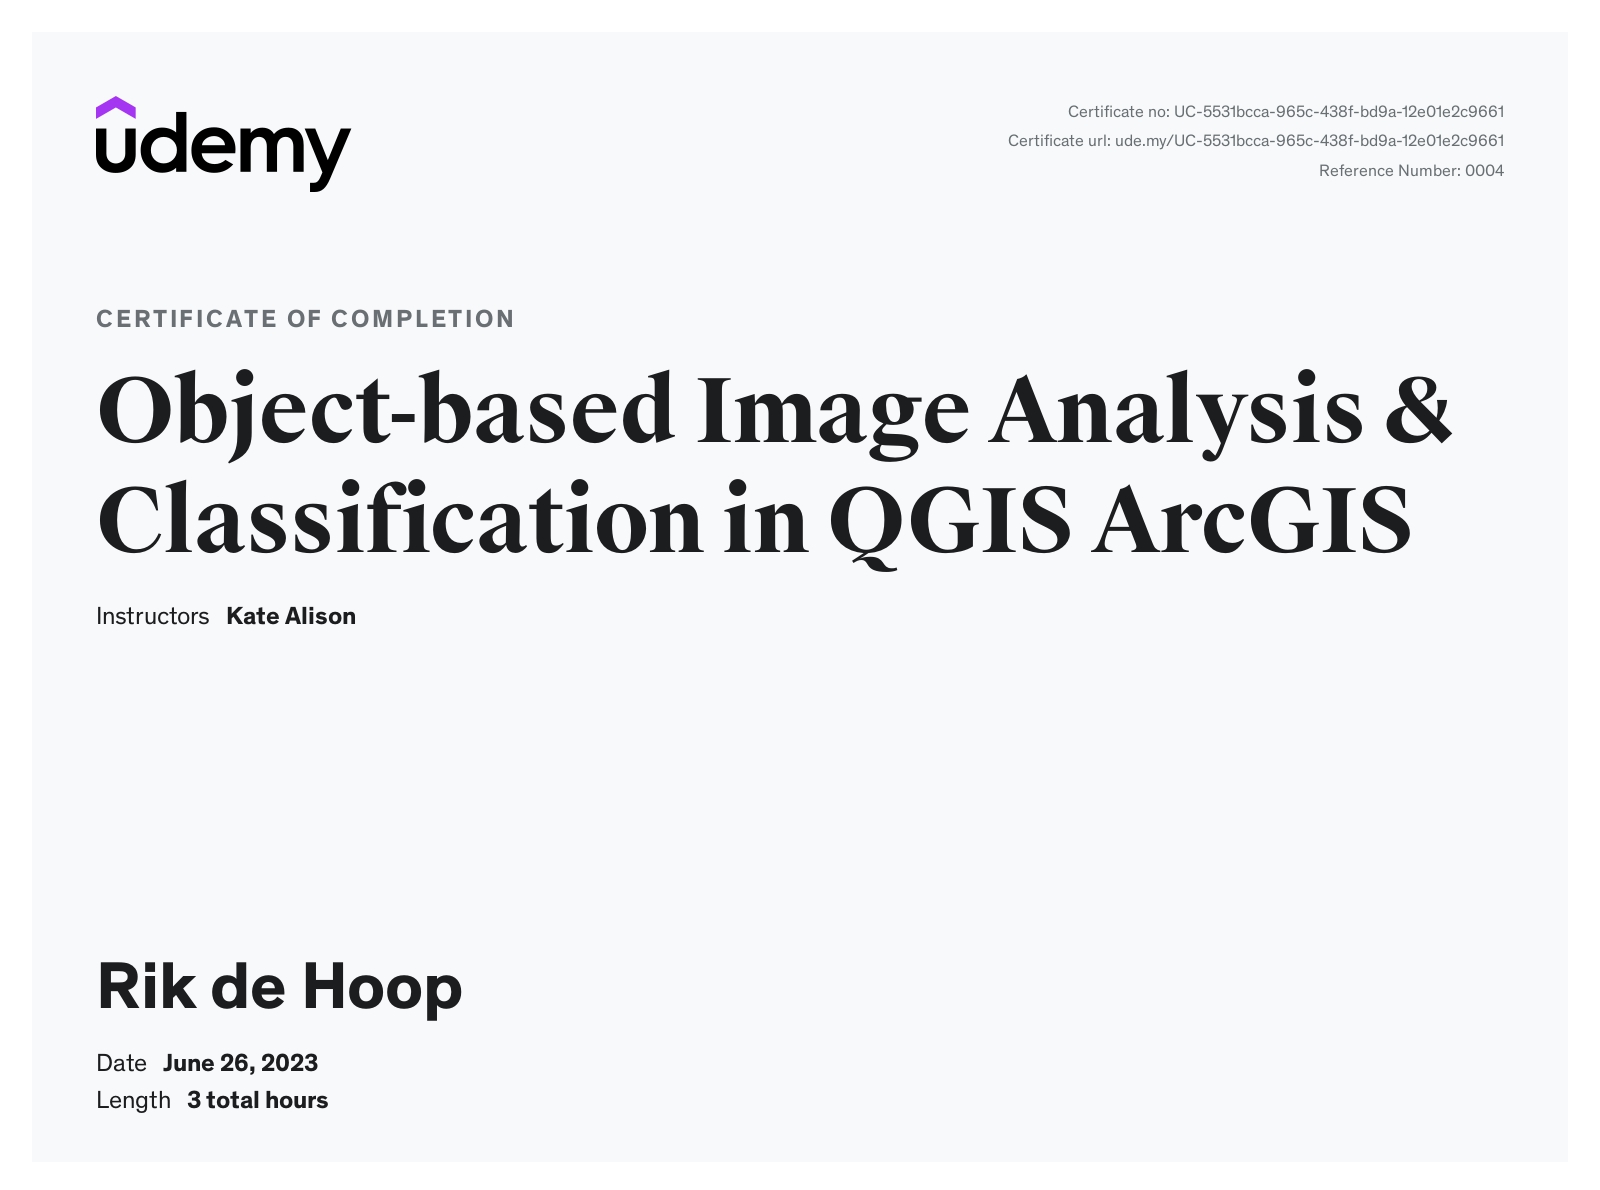 udemy
Certificate no: UC-5531bcca-965c-438f-bd9a-12e01e2c9661
Certificate url: ude.my/UC-5531bcca-965c-438f-bd9a-12e01e2c9661
Reference Number: 0004
CERTIFICATE OF COMPLETION
Object-based Image Analysis &
Classification in QGIS ArcGIS
Instructors Kate Alison
Rik de Hoop
Date June 26, 2023
Length 3 total hours